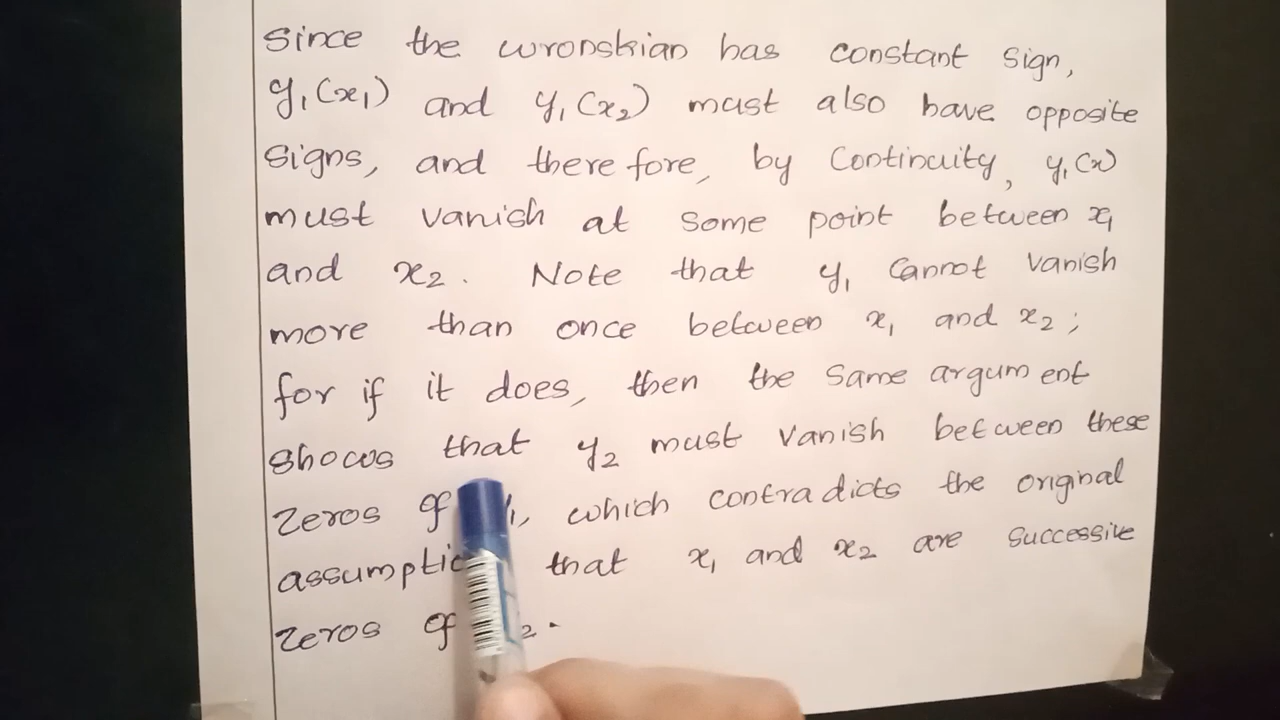 Since the wronskian has constant sign,
y₁(x₁) and y₁(x₂) must also have opposite
signs, and therefore, by Continuity, y₁(x)
must vanish at some point between x₁
and x₂. Note that y₁ cannot vanish
more than once between x₁ and x₂;
for if it does, then the same argument
shows that y₂ must vanish between these
zeros of ₁, which contradicts the original
that x₁ and x₂ are successive
zeros of ₂.